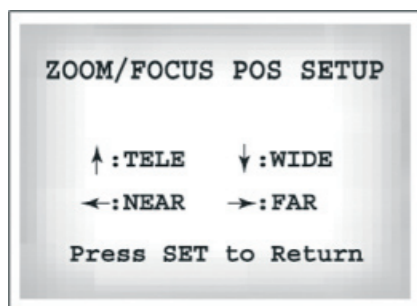 ZOOM/FOCUS POS SETUP
↑:TELE ↓:WIDE
←:NEAR →:FAR
Press SET to Return